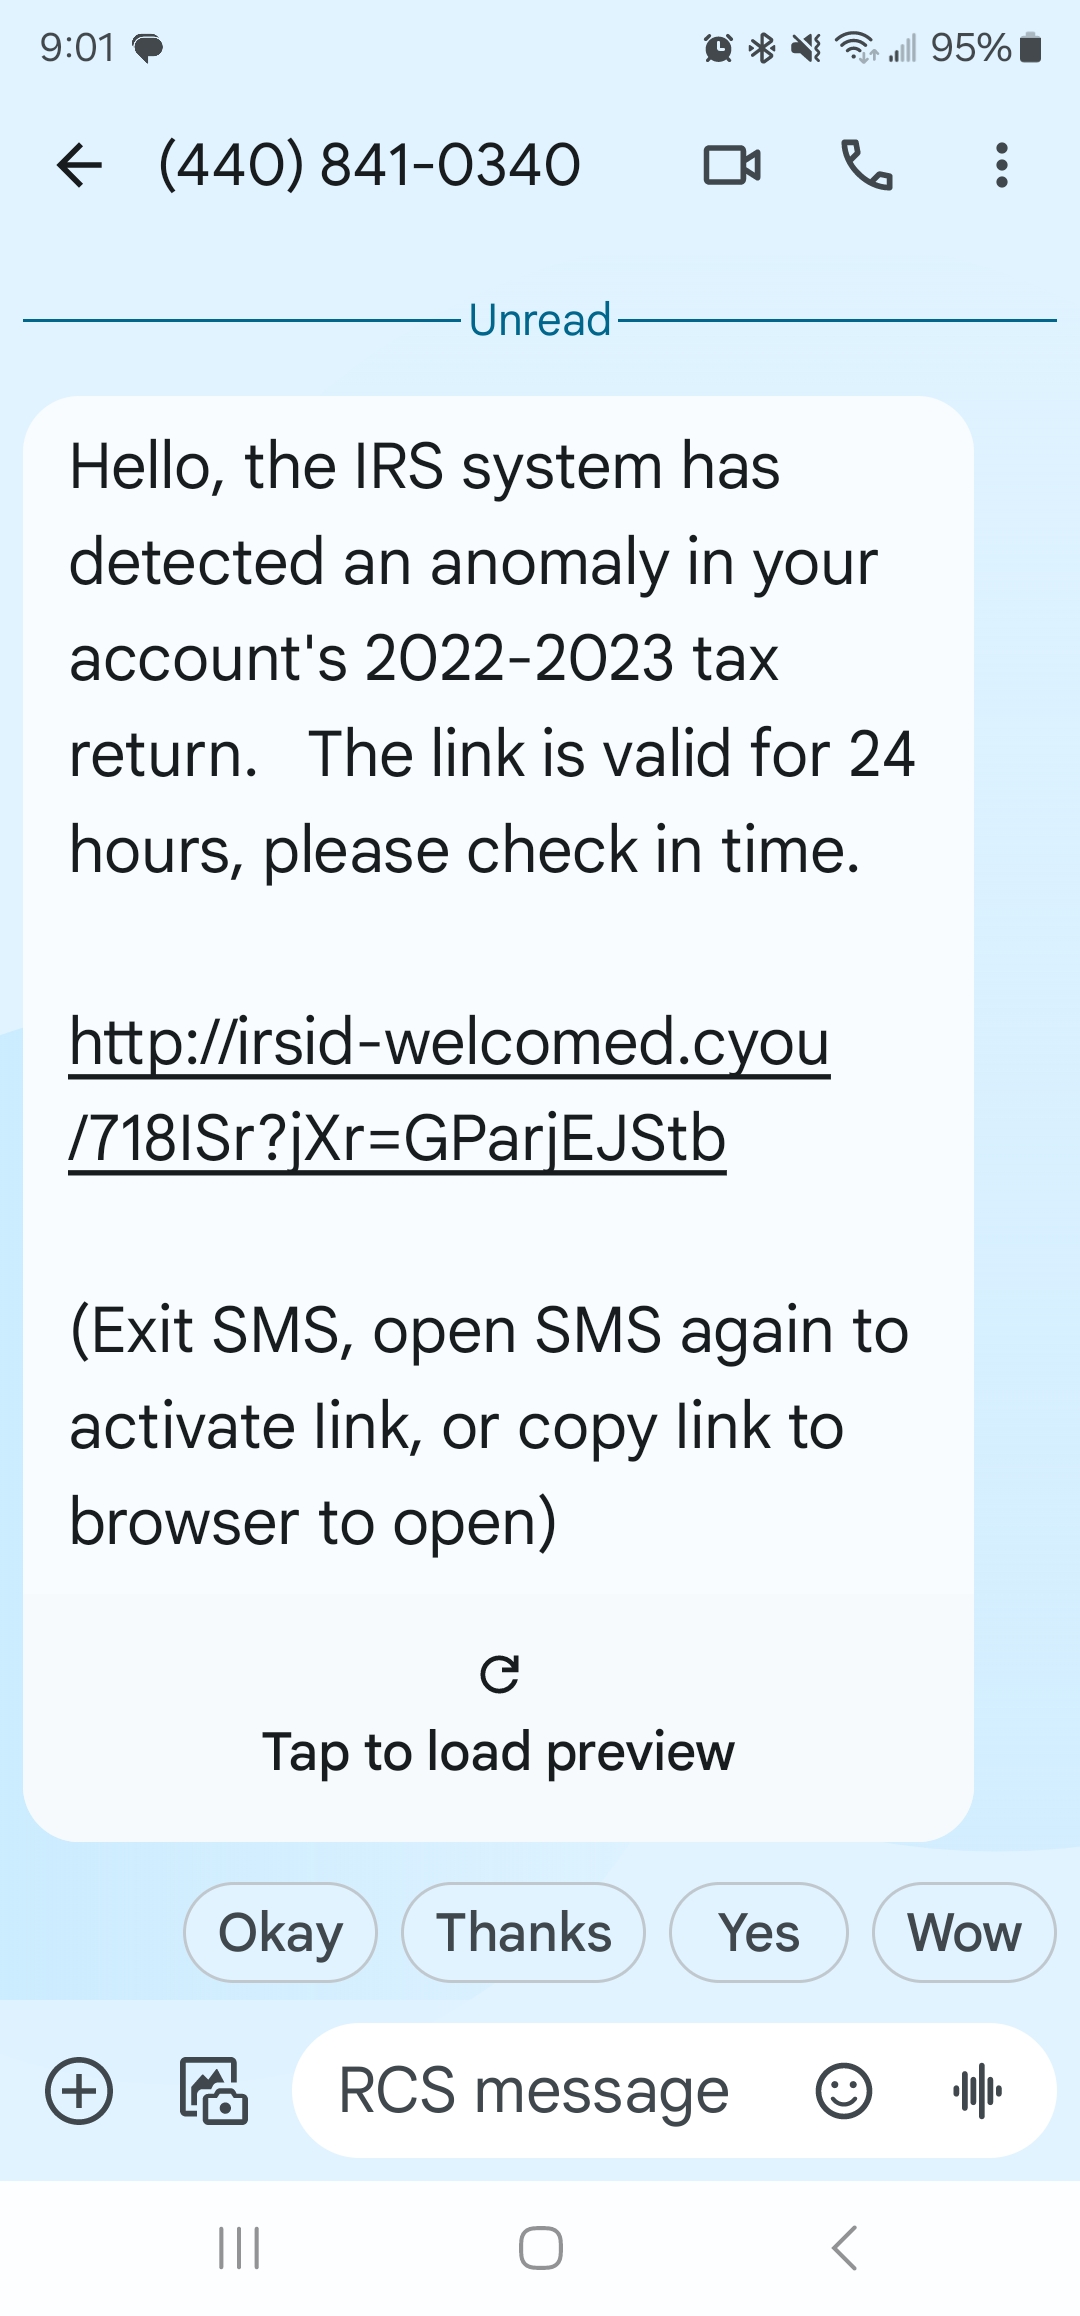 9:01 95%
(440) 841-0340
Unread
Hello, the IRS system has
detected an anomaly in your
account's 2022-2023 tax
return.   The link is valid for 24
hours, please check in time.
http://irsid-welcomed.cyou
/718ISr?jXr=GParjEJStb
(Exit SMS, open SMS again to
activate link, or copy link to
browser to open)
Tap to load preview
Okay Thanks Yes Wow
RCS message